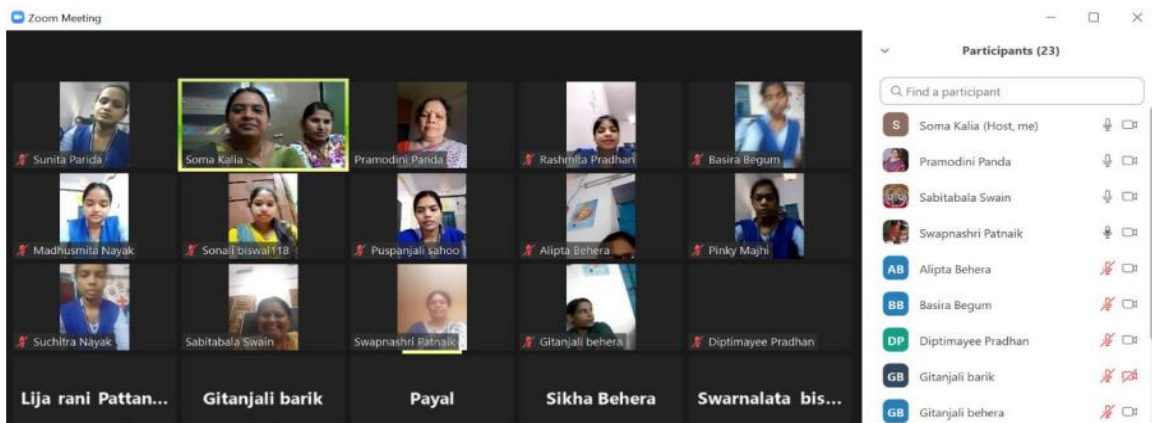 Zoom Meeting
Sunita Parida
Soma Kalia
Pramodini Panda
Rashmita Pradhan
Basira Begum
Madhusmita Nayak
Sonali biswal118
Puspanjali sahoo
Alipta Behera
Pinky Majhi
Suchitra Nayak
Sabitabala Swain
Swapnashri Patnaik
Gitanjali behera
Diptimayee Pradhan
Lija rani Pattan...
Gitanjali barik
Payal
Sikha Behera
Swarnalata bis...
Participants (23)
Find a participant
S Soma Kalia (Host, me)
Pramodini Panda
Sabitabala Swain
Swapnashri Patnaik
AB Alipta Behera
BB Basira Begum
DP Diptimayee Pradhan
GB Gitanjali barik
GB Gitanjali behera